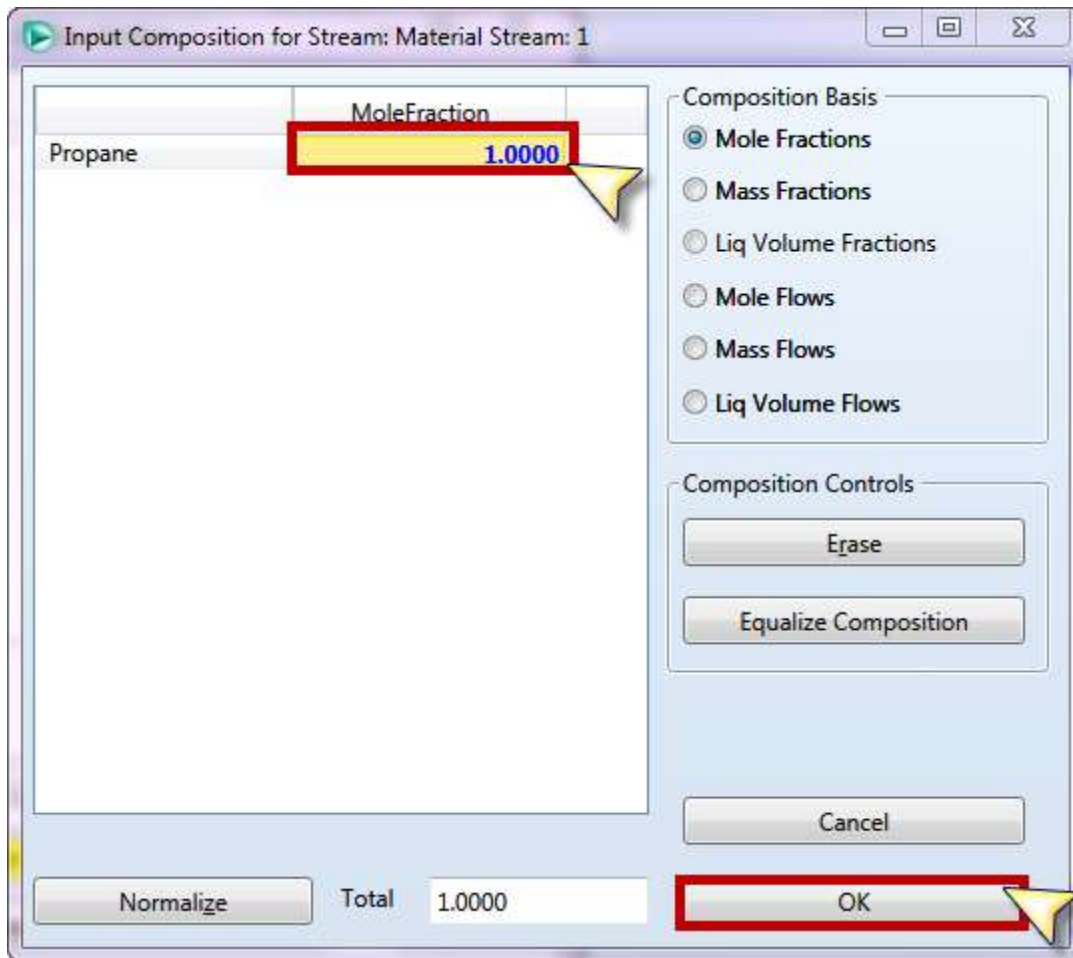 Input Composition for Stream: Material Stream: 1
MoleFraction
Propane 1.0000
Composition Basis
Mole Fractions
Mass Fractions
Liq Volume Fractions
Mole Flows
Mass Flows
Liq Volume Flows
Composition Controls
Erase
Equalize Composition
Cancel
Normalize Total 1.0000 OK